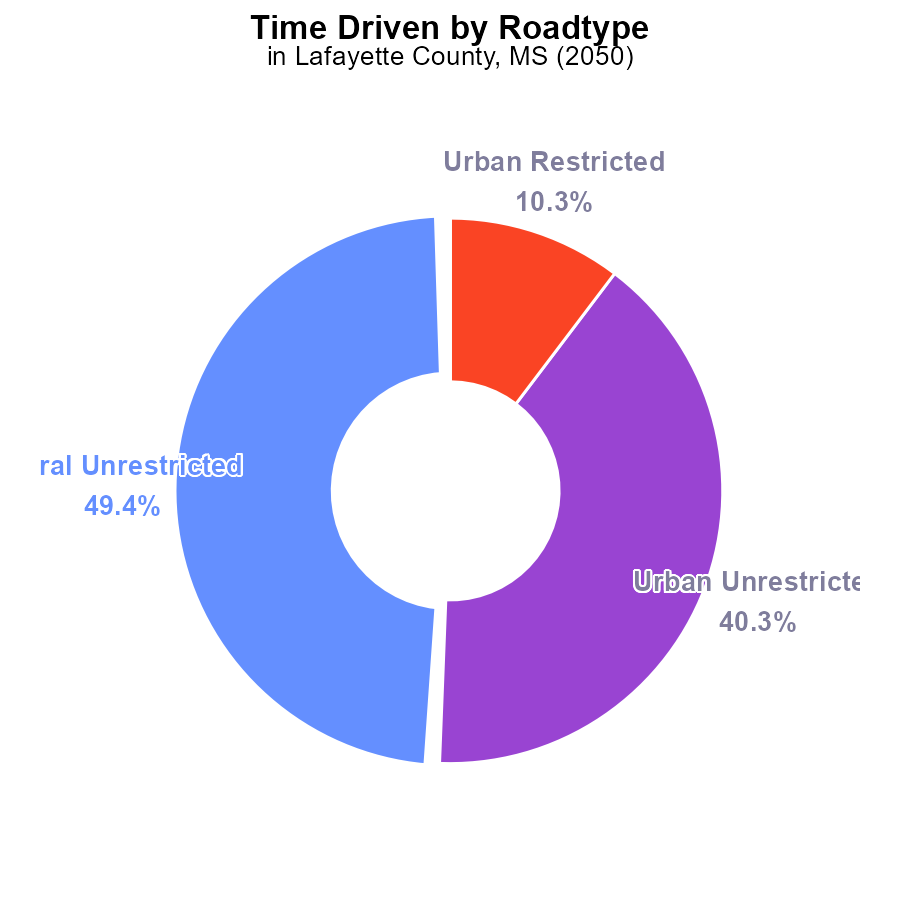 Time Driven by Roadtype
in Lafayette County, MS (2050)
Urban Restricted
10.3%
ral Unrestricted
49.4%
Urban Unrestricte
40.3%